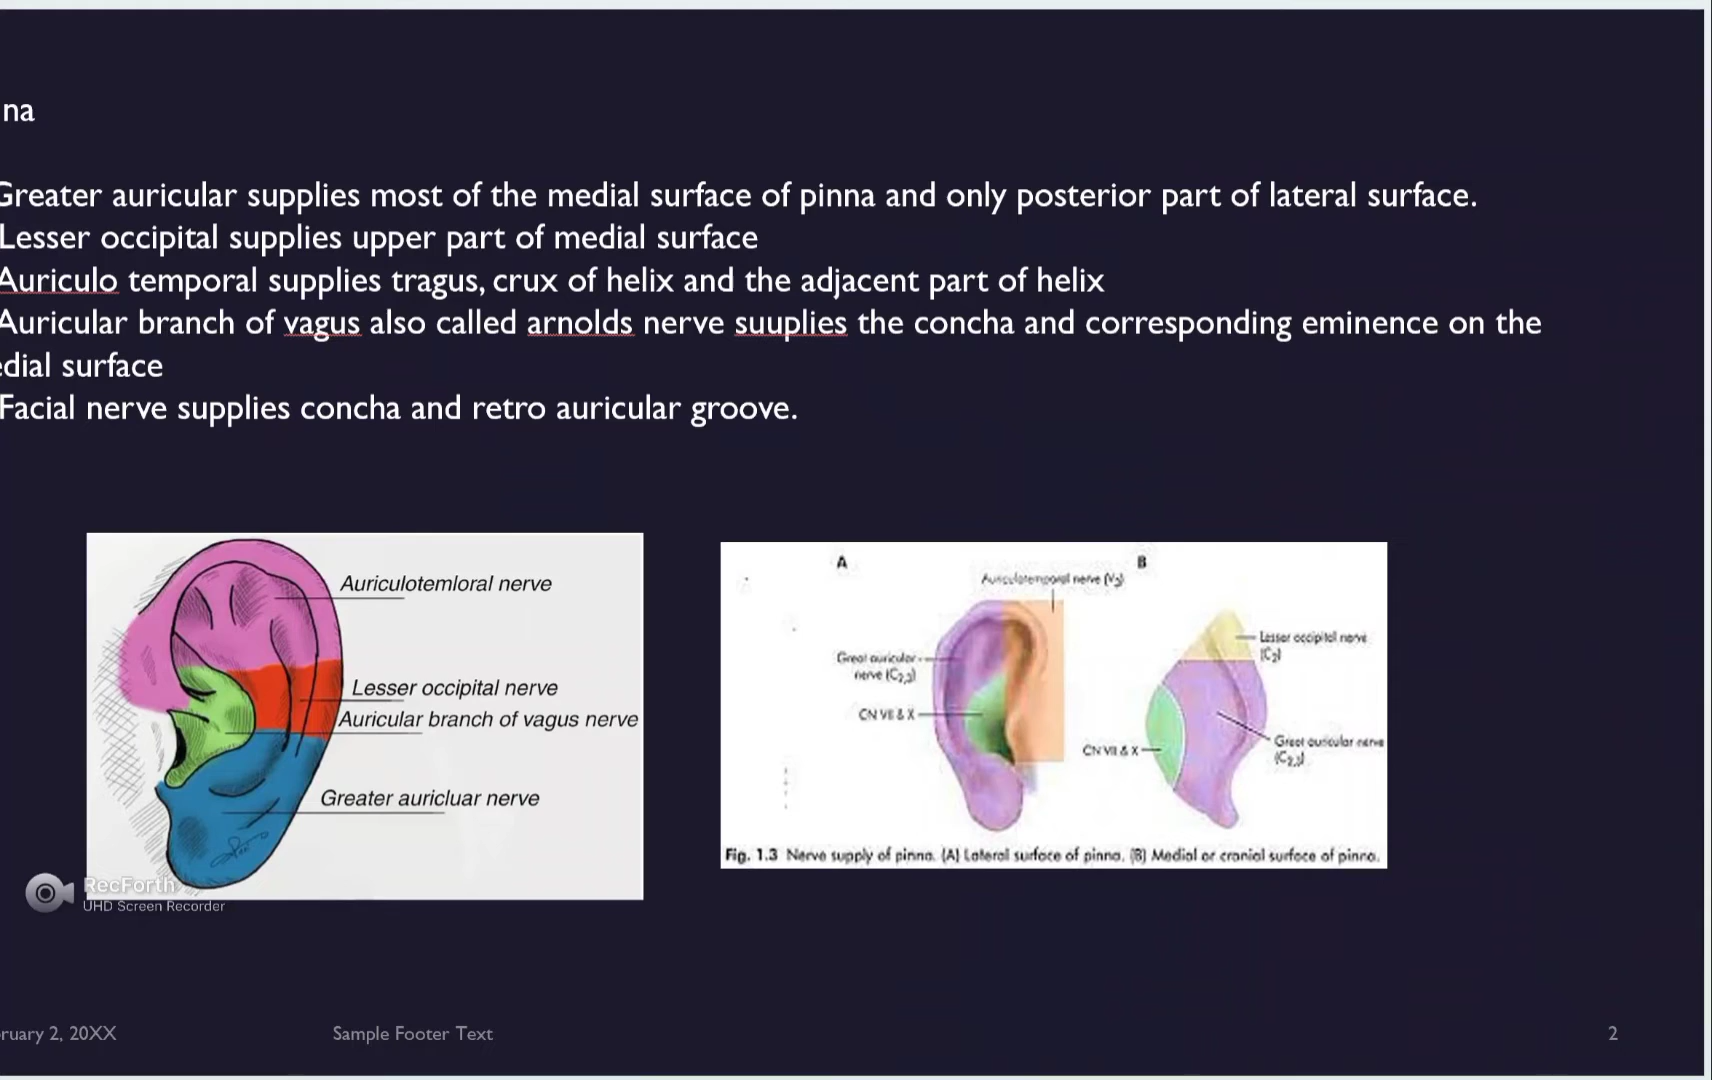 na
Greater auricular supplies most of the medial surface of pinna and only posterior part of lateral surface.
Lesser occipital supplies upper part of medial surface
Auriculo temporal supplies tragus, crux of helix and the adjacent part of helix
Auricular branch of vagus also called arnolds nerve suuplies the concha and corresponding eminence on the
edial surface
Facial nerve supplies concha and retro auricular groove.
Auriculotemloral nerve
Lesser occipital nerve
Auricular branch of vagus nerve
Greater auricluar nerve
RecForth
UHD Screen Recorder
A
B
Auriculotemporal nerve (V3)
Great auricular
nerve (C2,3)
CN VII & X
Lesser occipital nerve
(C2)
CN VII & X
Great auricular nerve
(C2,3)
Fig. 1.3 Nerve supply of pinna. (A) Lateral surface of pinna. (B) Medial or cranial surface of pinna.
ruary 2, 20XX
Sample Footer Text
2